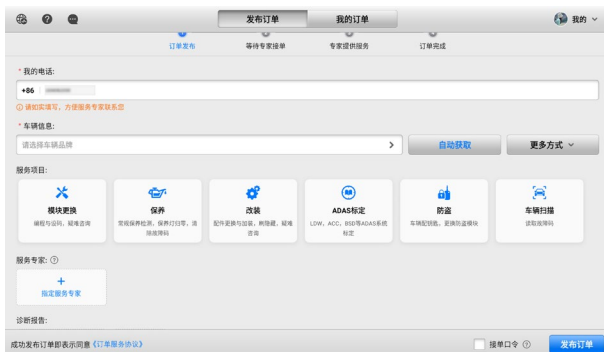 发布订单
我的订单
我的
订单发布
等待专家接单
专家提供服务
订单完成
* 我的电话:
+86
请如实填写,方便服务专家联系您
* 车辆信息:
请选择车辆品牌
自动获取
更多方式
服务项目:
模块更换
编程与设码,疑难咨询
保养
常规保养检测,保养灯归零,清
除故障码
改装
配件更换与加装,刷隐藏,疑难
咨询
ADAS标定
LDW、ACC、BSD等ADAS系统
标定
防盗
车辆配钥匙,更换防盗模块
车辆扫描
读取故障码
服务专家:
指定服务专家
诊断报告:
成功发布订单即表示同意《订单服务协议》
接单口令
发布订单